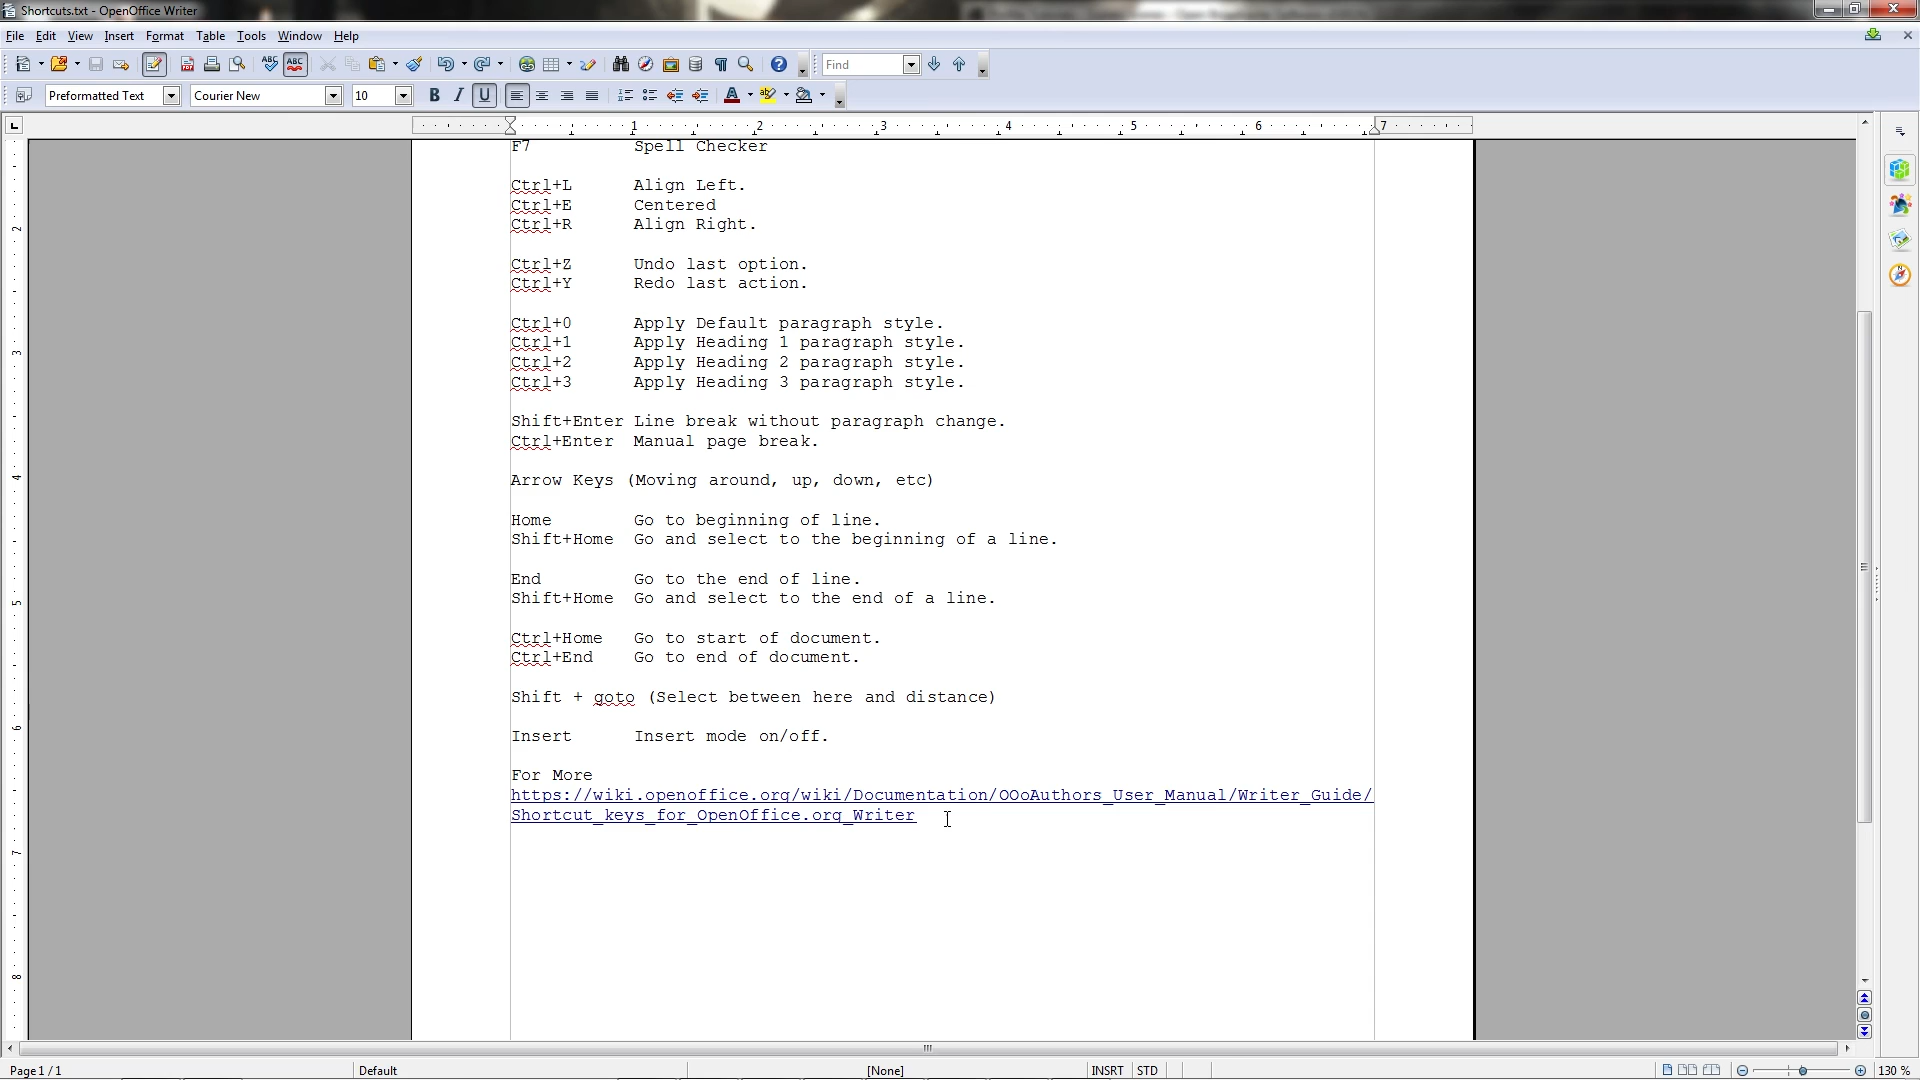 Shortcuts.txt - OpenOffice Writer
File Edit View Insert Format Table Tools Window Help
Find
Preformatted Text Courier New 10
1 2 3 4 5 6 7
F7 Spell Checker
Ctrl+L Align Left.
Ctrl+E Centered
Ctrl+R Align Right.
Ctrl+Z Undo last option.
Ctrl+Y Redo last action.
Ctrl+0 Apply Default paragraph style.
Ctrl+1 Apply Heading 1 paragraph style.
Ctrl+2 Apply Heading 2 paragraph style.
Ctrl+3 Apply Heading 3 paragraph style.
Shift+Enter Line break without paragraph change.
Ctrl+Enter Manual page break.
Arrow Keys (Moving around, up, down, etc)
Home Go to beginning of line.
Shift+Home Go and select to the beginning of a line.
End Go to the end of line.
Shift+Home Go and select to the end of a line.
Ctrl+Home Go to start of document.
Ctrl+End Go to end of document.
Shift + goto (Select between here and distance)
Insert Insert mode on/off.
For More
https://wiki.openoffice.org/wiki/Documentation/OOoAuthors_User_Manual/Writer_Guide/
Shortcut_keys_for_OpenOffice.org_Writer
Page 1 / 1 Default [None] INSRT STD 130 %